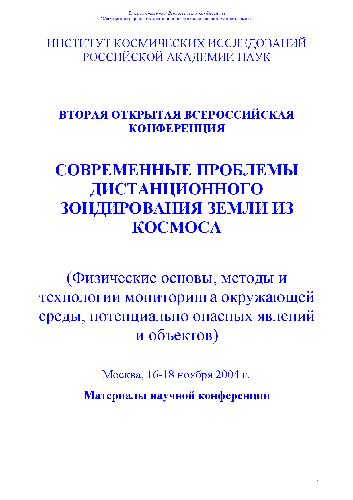 ИНСТИТУТ КОСМИЧЕСКИХ ИССЛЕДОВАНИЙ
РОССИЙСКОЙ АКАДЕМИИ НАУК
ВТОРАЯ ОТКРЫТАЯ ВСЕРОССИЙСКАЯ
КОНФЕРЕНЦИЯ
СОВРЕМЕННЫЕ ПРОБЛЕМЫ
ДИСТАНЦИОННОГО
ЗОНДИРОВАНИЯ ЗЕМЛИ ИЗ
КОСМОСА
(Физические основы, методы и
технологии мониторинга окружающей
среды, потенциально опасных явлений
и объектов)
Москва, 16-18 ноября 2004 г.
Материалы научной конференции